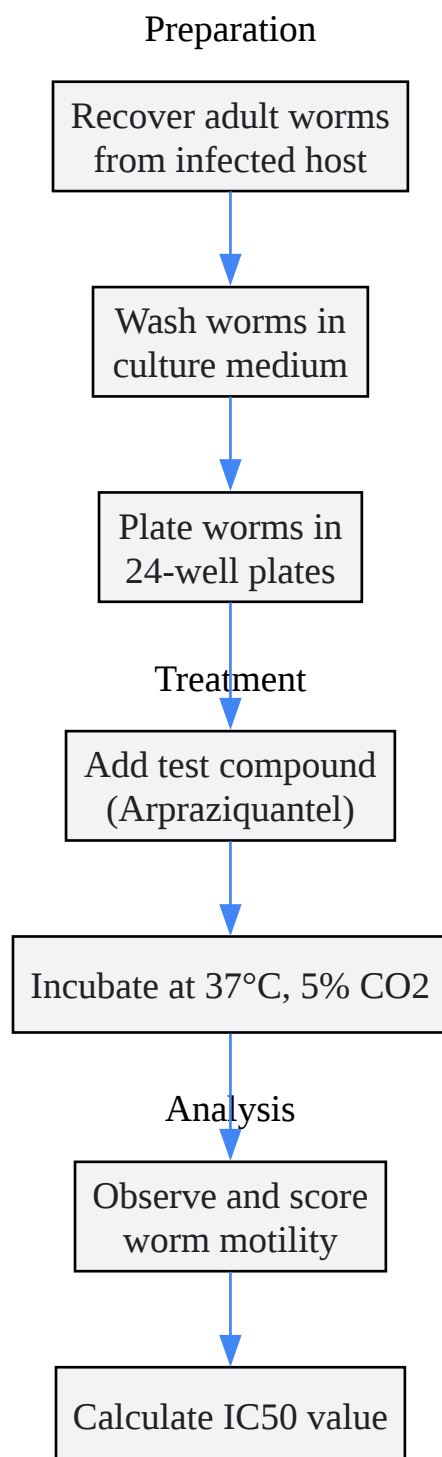 Preparation
Recover adult worms
from infected host
Wash worms in
culture medium
Plate worms in
24-well plates
Treatment
Add test compound
(Arpraziquantel)
Incubate at 37°C, 5% CO2
Analysis
Observe and score
worm motility
Calculate IC50 value